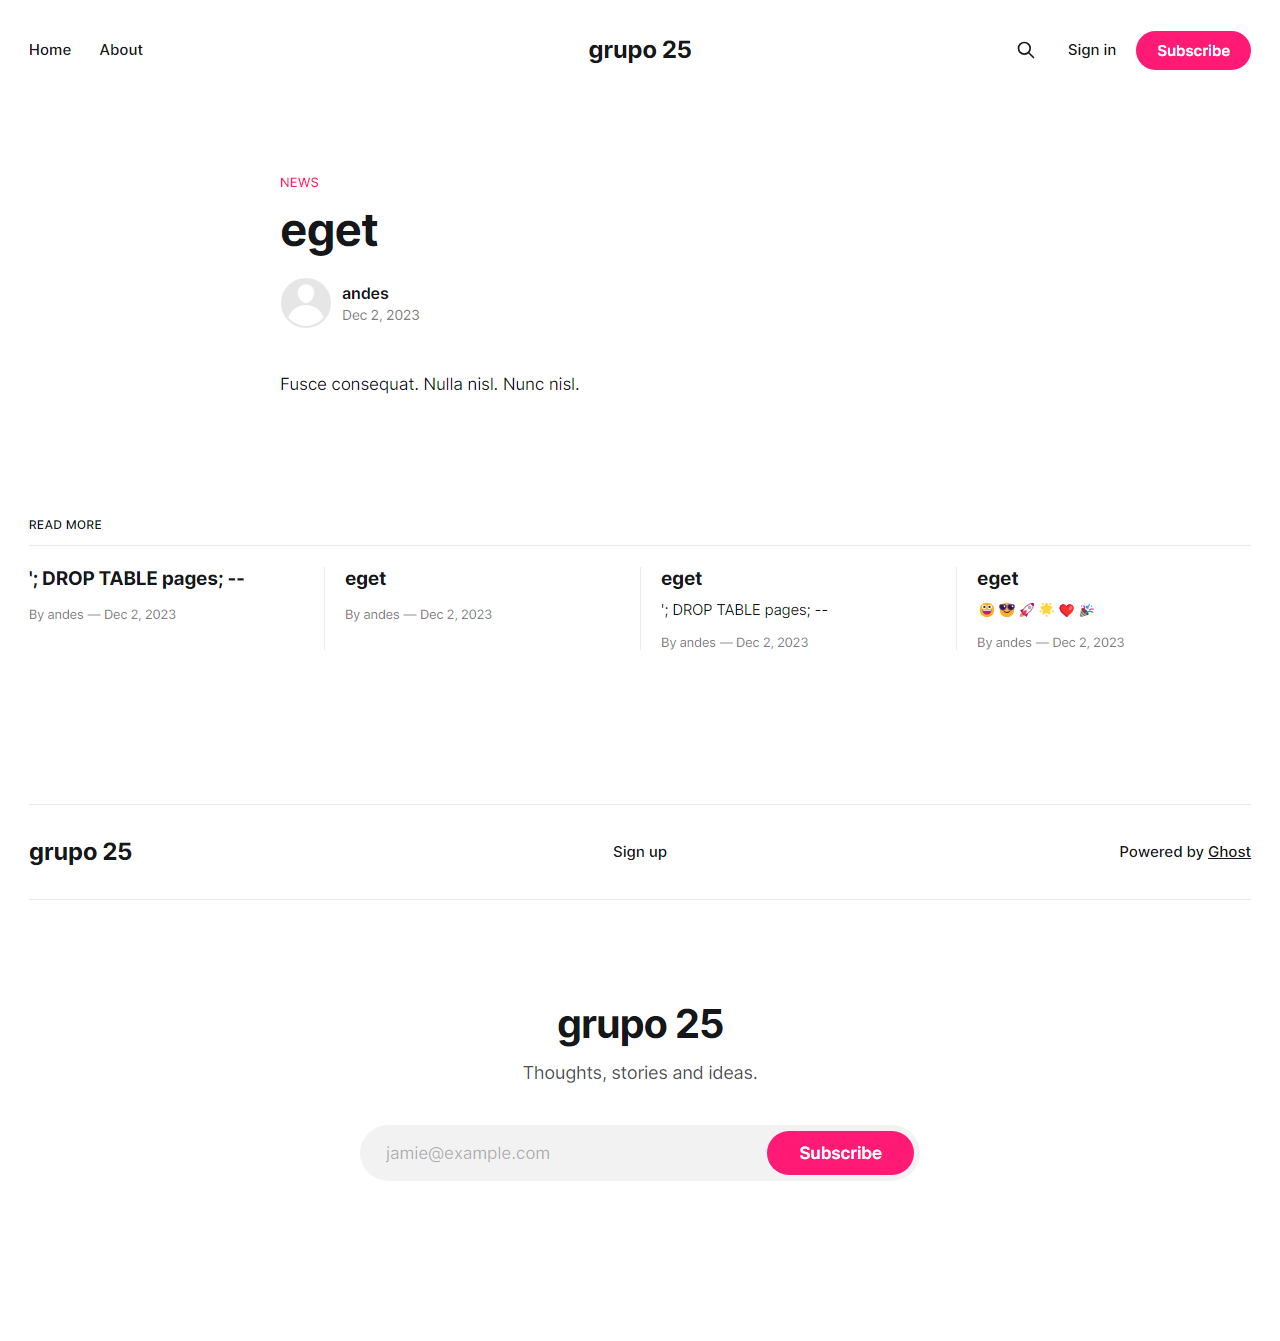 Home About grupo 25 Sign in Subscribe
NEWS
eget
andes
Dec 2, 2023
Fusce consequat. Nulla nisl. Nunc nisl.
READ MORE
'; DROP TABLE pages; --
By andes — Dec 2, 2023
eget
By andes — Dec 2, 2023
eget
'; DROP TABLE pages; --
By andes — Dec 2, 2023
eget
😀😎🚀🌟❤️🎉
By andes — Dec 2, 2023
grupo 25 Sign up Powered by Ghost
grupo 25
Thoughts, stories and ideas.
jamie@example.com Subscribe